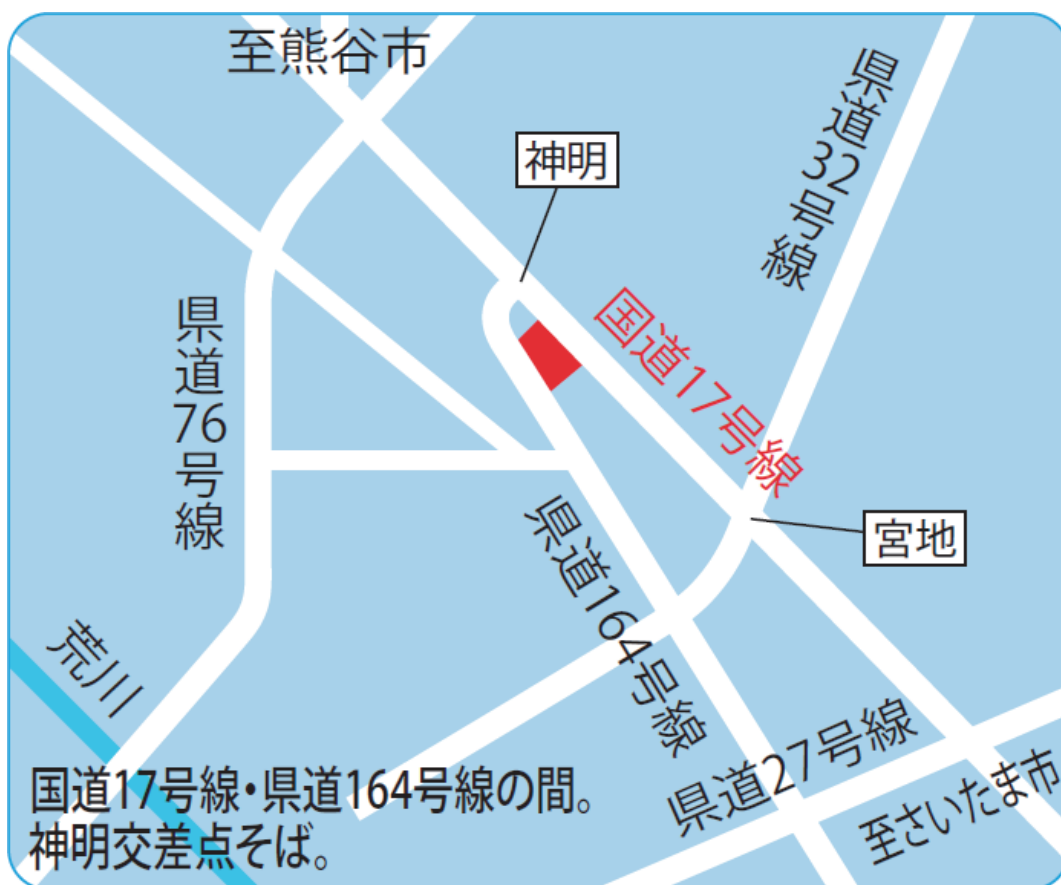 至熊谷市
神明
県道32号線
国道17号線
県道76号線
宮地
県道164号線
荒川
県道27号線
至さいたま市
国道17号線・県道164号線の間。
神明交差点そば。